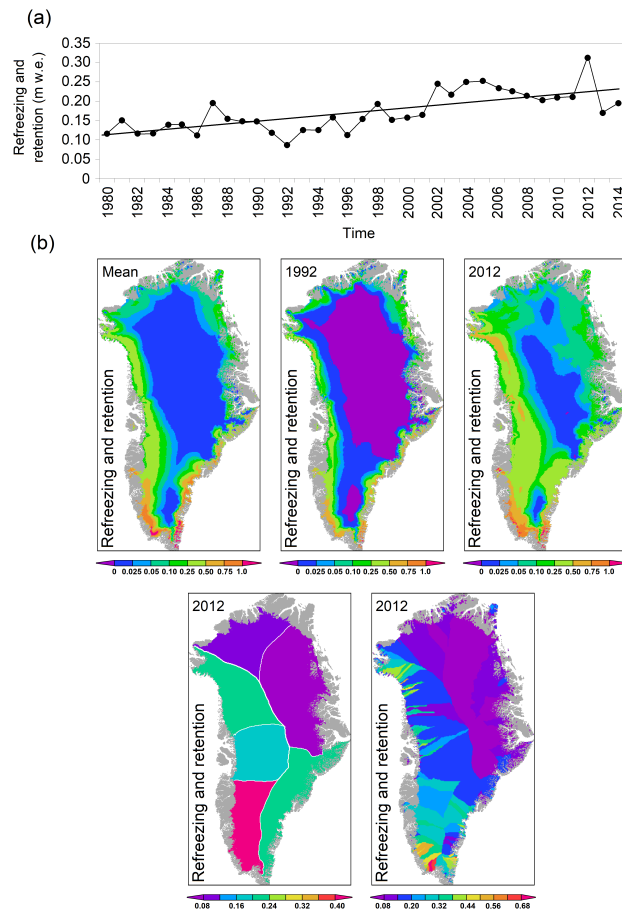 (a)
Refreezing and
retention (m w.e.)
0.35
0.30
0.25
0.20
0.15
0.10
0.05
0
1980 1982 1984 1986 1988 1990 1992 1994 1996 1998 2000 2002 2004 2006 2008 2010 2012 2014
Time
(b)
Mean
Refreezing and retention
0 0.025 0.05 0.10 0.25 0.50 0.75 1.0
1992
Refreezing and retention
0 0.025 0.05 0.10 0.25 0.50 0.75 1.0
2012
Refreezing and retention
0 0.025 0.05 0.10 0.25 0.50 0.75 1.0
2012
Refreezing and retention
0.08 0.16 0.24 0.32 0.40
2012
Refreezing and retention
0.08 0.20 0.32 0.44 0.56 0.68